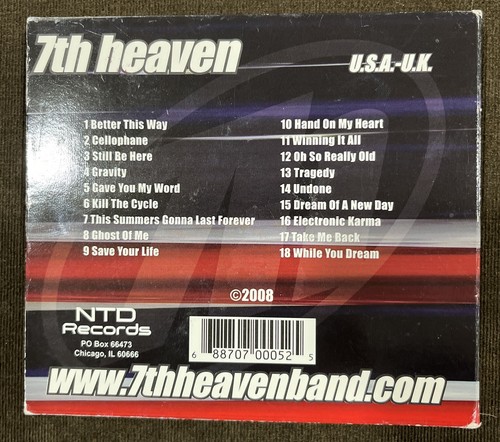 7th heaven
U.S.A.-U.K.
1 Better This Way
2 Cellophane
3 Still Be Here
4 Gravity
5 Gave You My Word
6 Kill The Cycle
7 This Summers Gonna Last Forever
8 Ghost Of Me
9 Save Your Life
10 Hand On My Heart
11 Winning It All
12 Oh So Really Old
13 Tragedy
14 Undone
15 Dream Of A New Day
16 Electronic Karma
17 Take Me Back
18 While You Dream
©2008
NTD
Records
PO Box 66473
Chicago, IL 60666
6 88707 00052 5
www.7thheavenband.com